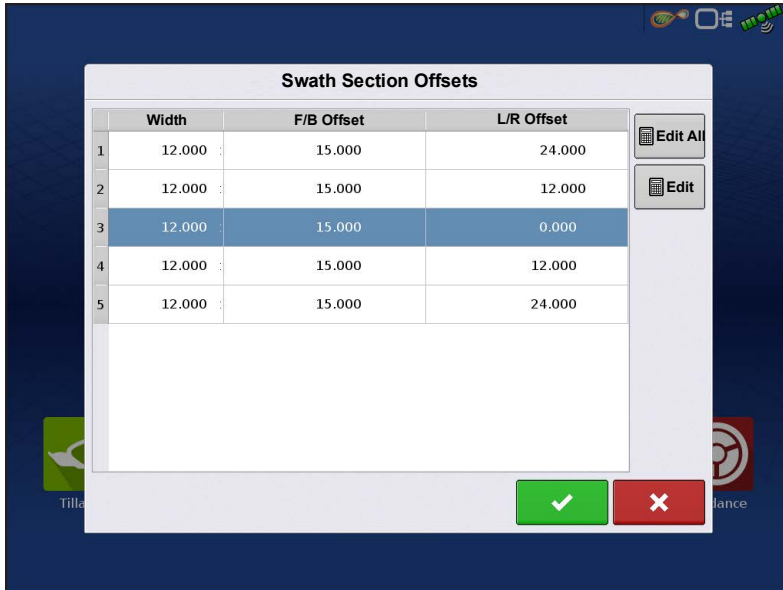 Swath Section Offsets
Width F/B Offset L/R Offset
1 12.000 15.000 24.000
2 12.000 15.000 12.000
3 12.000 15.000 0.000
4 12.000 15.000 12.000
5 12.000 15.000 24.000
Edit All
Edit
Tilla
dance